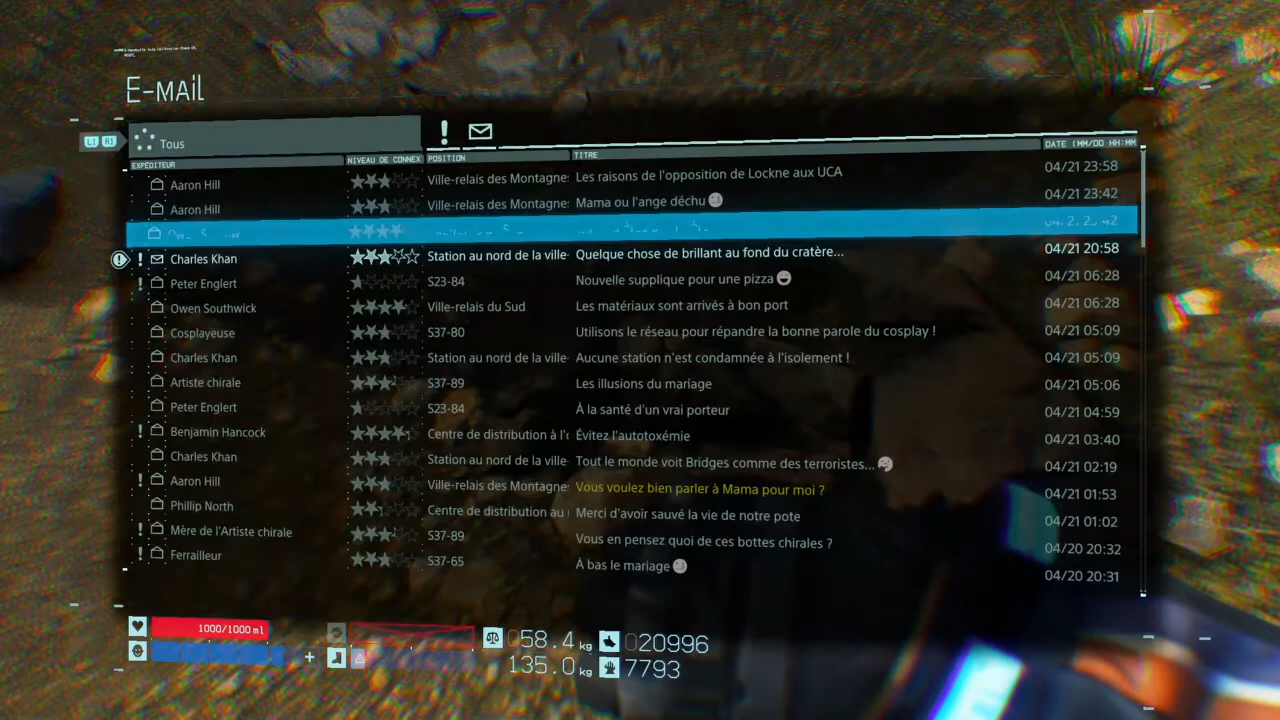 E-MAIL
L1 R1
Tous
EXPÉDITEUR NIVEAU DE CONNEX POSITION TITRE DATE (MM/DD HH:MM
Aaron Hill Ville-relais des Montagne Les raisons de l'opposition de Lockne aux UCA 04/21 23:58
Aaron Hill Ville-relais des Montagne Mama ou l'ange déchu 04/21 23:42
! Charles Khan Station au nord de la ville- Quelque chose de brillant au fond du cratère... 04/21 20:58
! Peter Englert S23-84 Nouvelle supplique pour une pizza 04/21 06:28
Owen Southwick Ville-relais du Sud Les matériaux sont arrivés à bon port 04/21 06:28
Cosplayeuse S37-80 Utilisons le réseau pour répandre la bonne parole du cosplay ! 04/21 05:09
Charles Khan Station au nord de la ville- Aucune station n'est condamnée à l'isolement ! 04/21 05:09
Artiste chirale S37-89 Les illusions du mariage 04/21 05:06
Peter Englert S23-84 À la santé d'un vrai porteur 04/21 04:59
! Benjamin Hancock Centre de distribution à l'o Évitez l'autotoxémie 04/21 03:40
Charles Khan Station au nord de la ville- Tout le monde voit Bridges comme des terroristes... 04/21 02:19
! Aaron Hill Ville-relais des Montagne Vous voulez bien parler à Mama pour moi ? 04/21 01:53
Phillip North Centre de distribution au Merci d'avoir sauvé la vie de notre pote 04/21 01:02
! Mère de l'Artiste chirale S37-89 Vous en pensez quoi de ces bottes chirales ? 04/20 20:32
! Ferrailleur S37-65 À bas le mariage 04/20 20:31
1000/1000 ml 058.4 kg 020996
+ 135.0 kg 7793